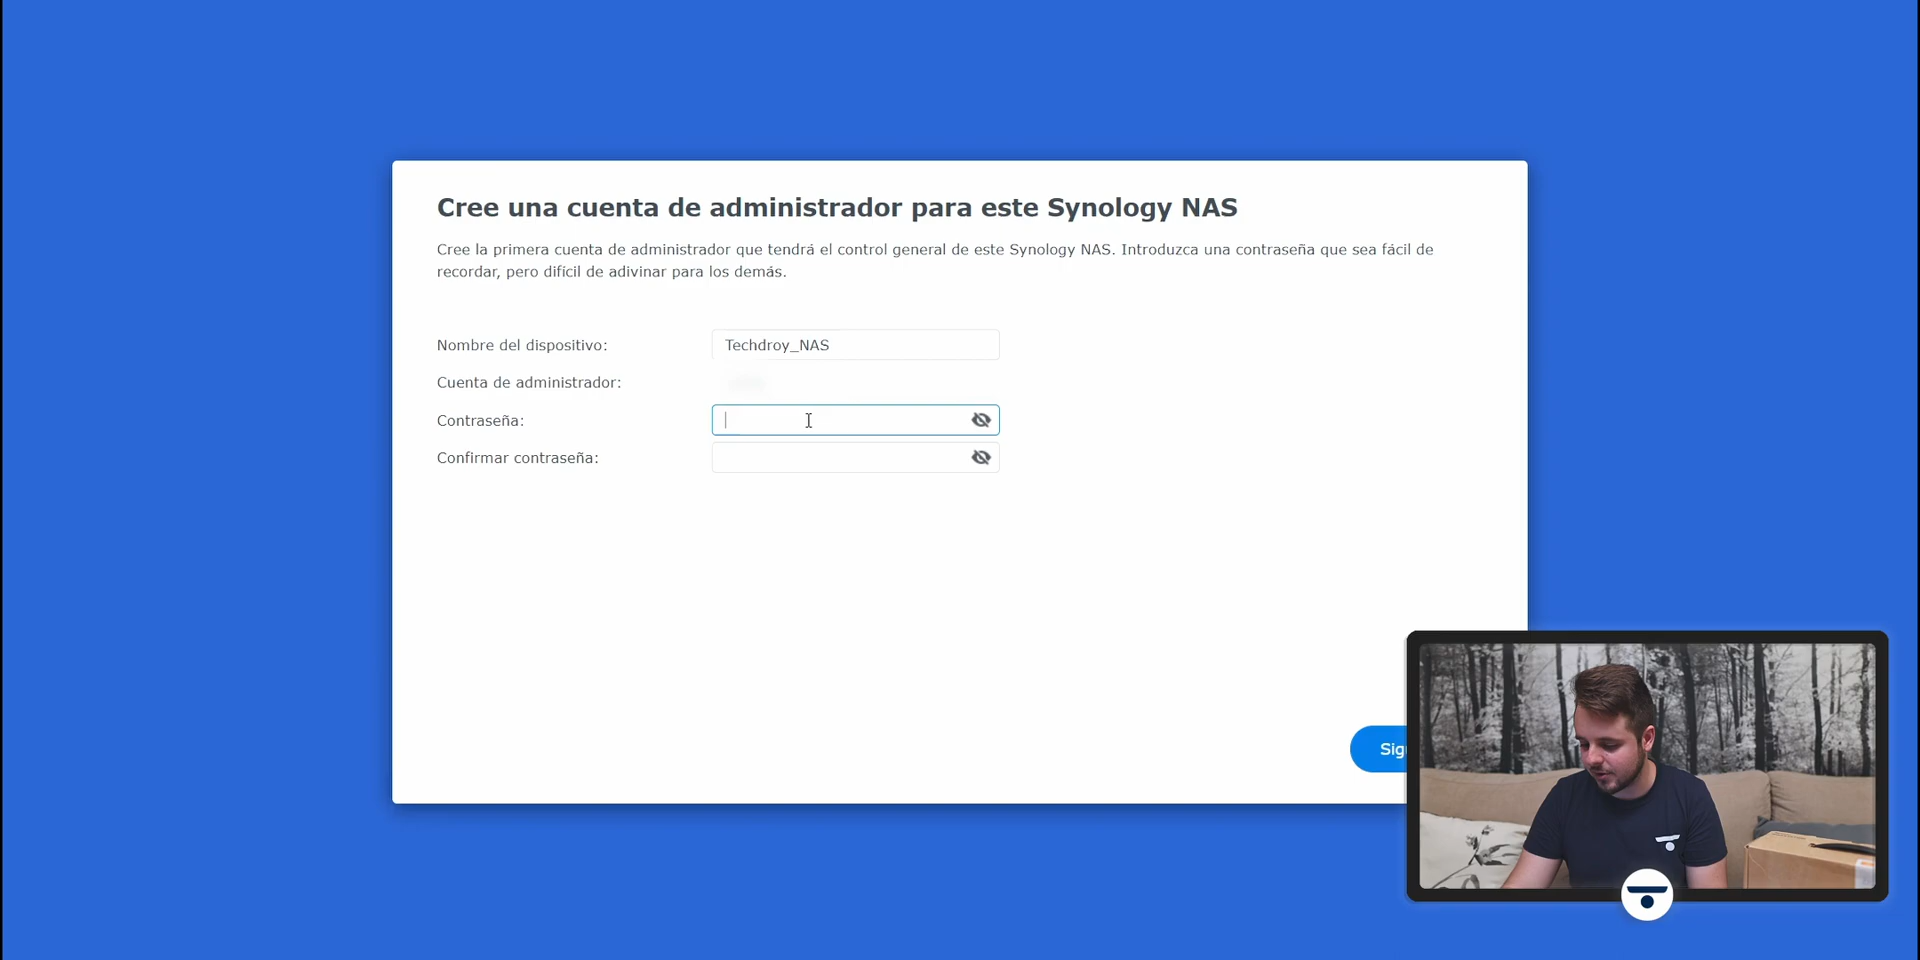 Cree una cuenta de administrador para este Synology NAS
Cree la primera cuenta de administrador que tendrá el control general de este Synology NAS. Introduzca una contraseña que sea fácil de
recordar, pero difícil de adivinar para los demás.
Nombre del dispositivo: Techdroy_NAS
Cuenta de administrador:
Contraseña:
Confirmar contraseña:
Sig